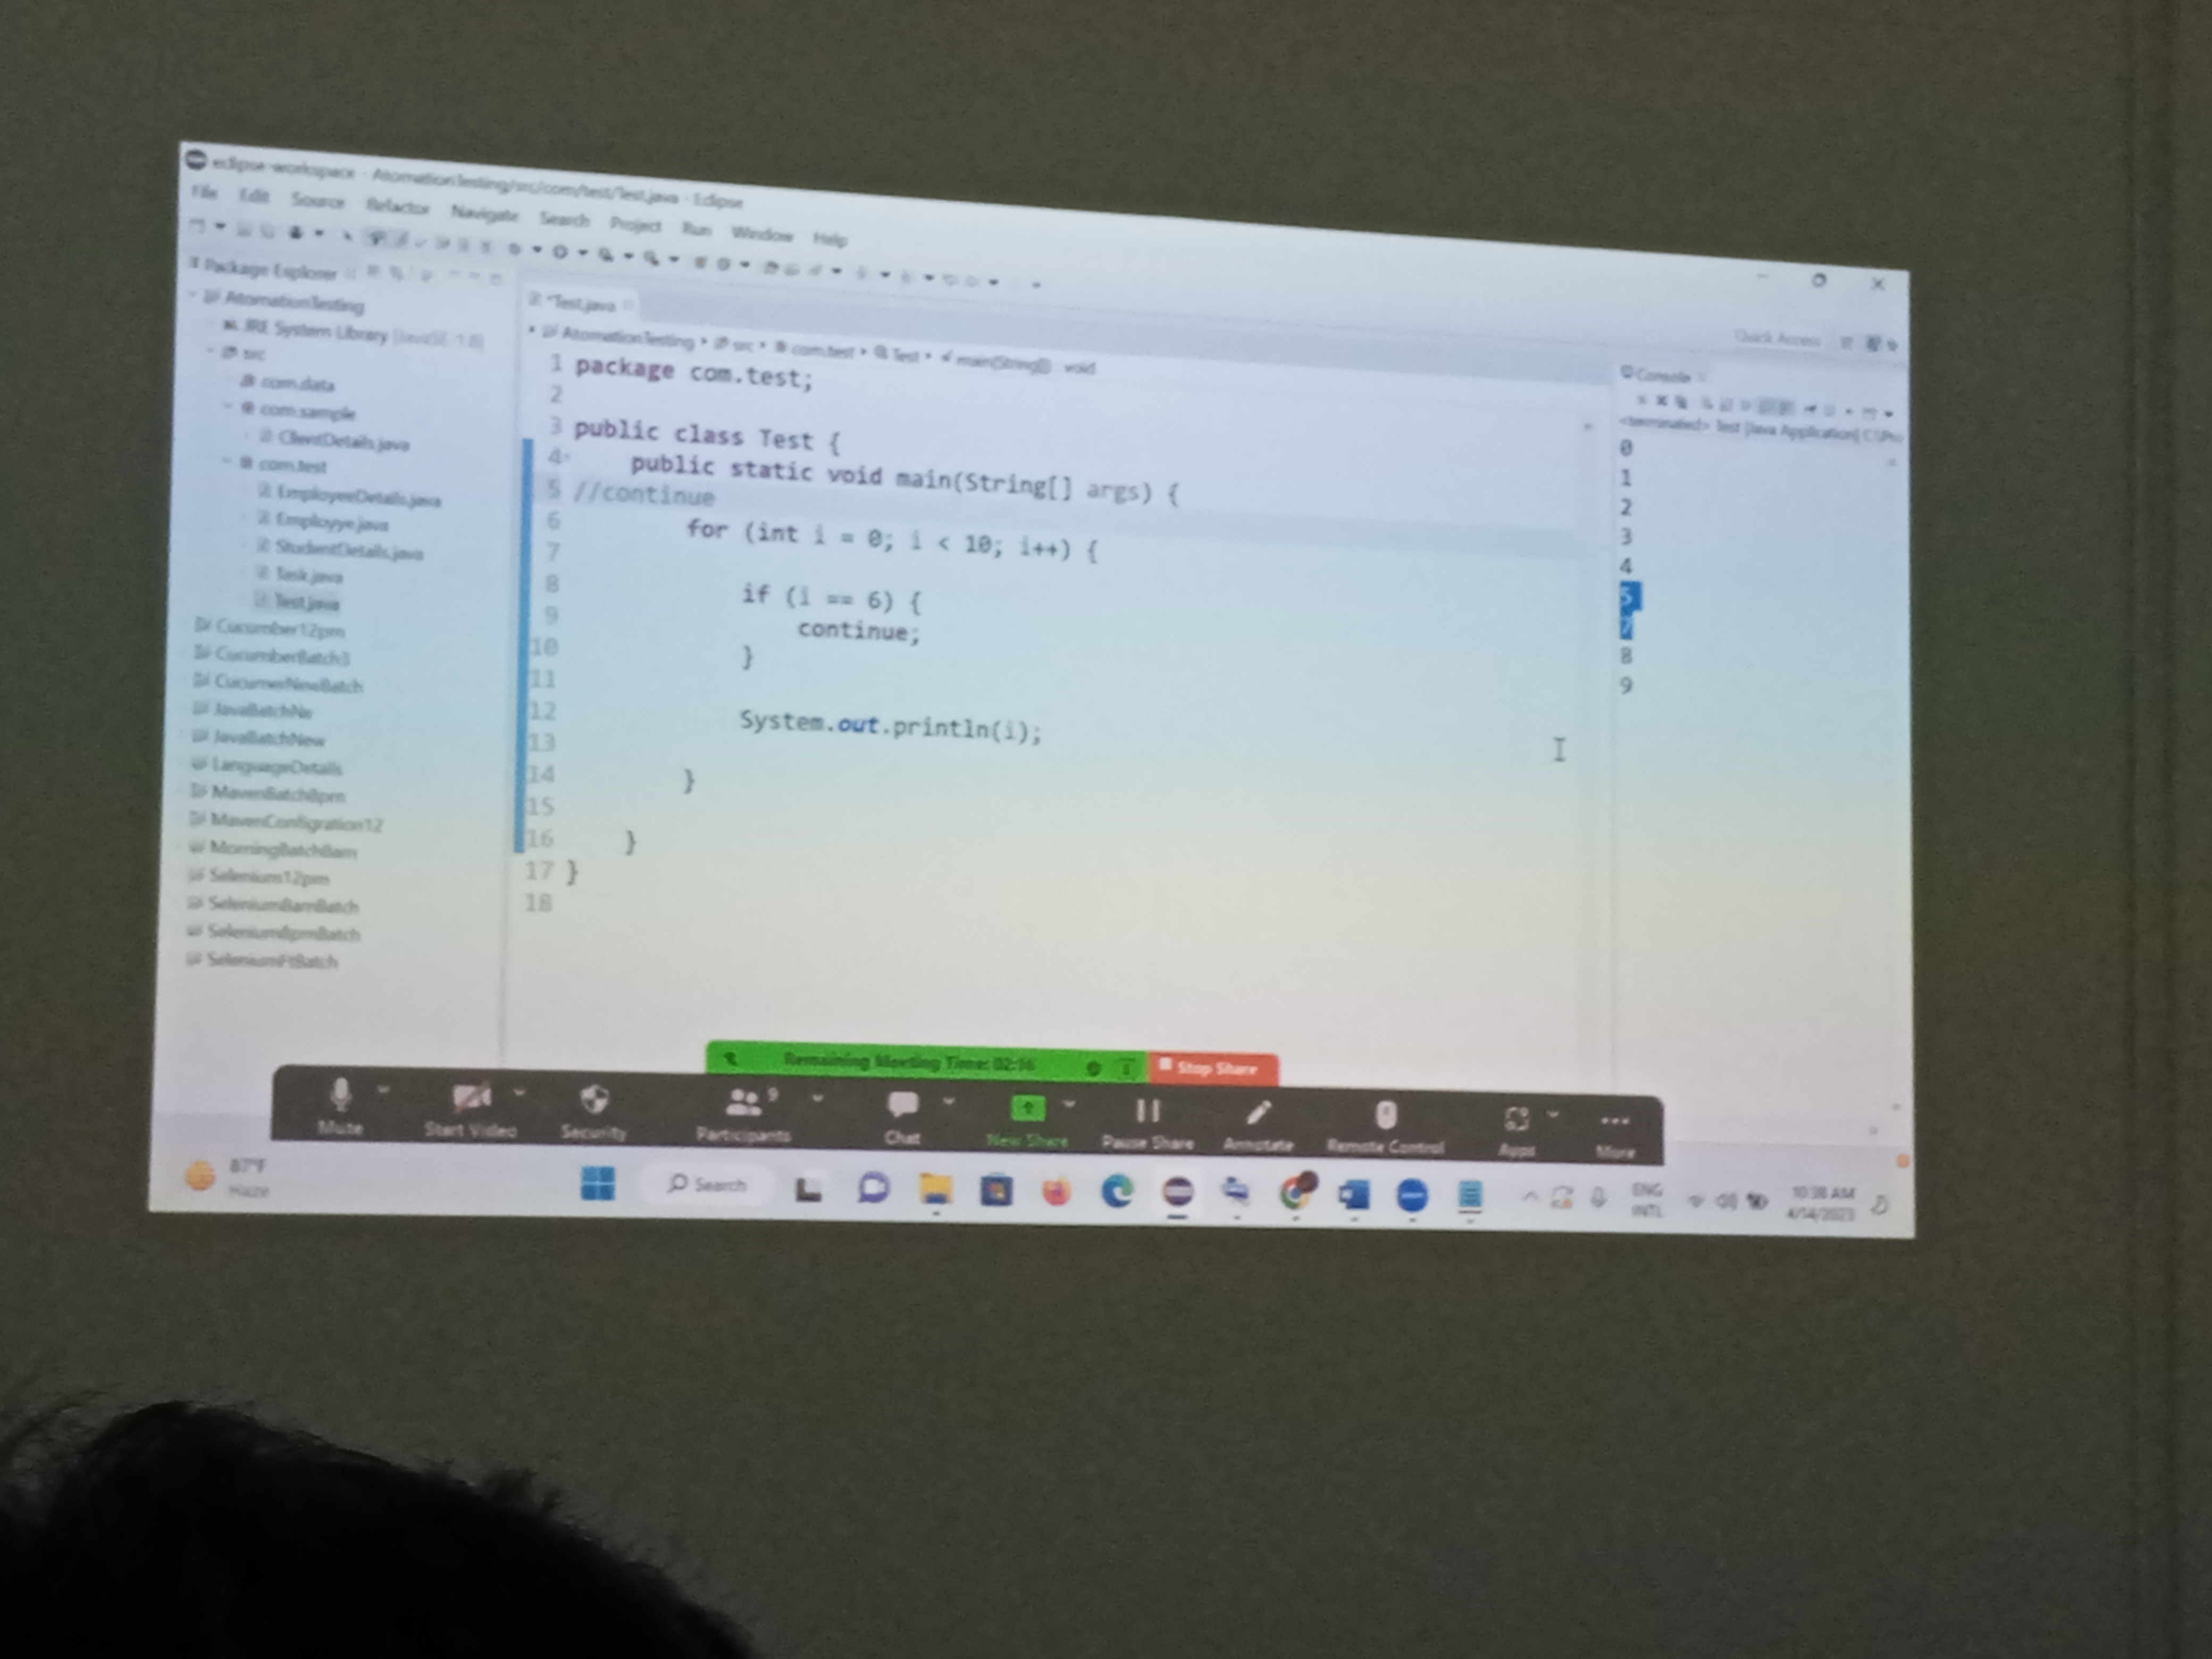 eclipse-workspace - AtomationTesting/src/com/test/Test.java - Eclipse
File Edit Source Refactor Navigate Search Project Run Window Help
Quick Access
Package Explorer
AtomationTesting
JRE System Library [JavaSE-1.8]
src
com.data
com.sample
ClientDetails.java
com.test
EmployeeDetails.java
Employye.java
StudentDetails.java
Task.java
Test.java
Cucumber12pm
CucumberBatch3
CucumerNewBatch
JavaBatchNw
JavaBatchNew
LanguageDetails
MavenBatch8pm
MavenConfigration12
MorningBatch8am
Selenium12pm
Selenium8amBatch
Selenium8pmBatch
SeleniumFtBatch
*Test.java
AtomationTesting src com.test Test main(String[]) : void
1 package com.test;
2
3 public class Test {
4 public static void main(String[] args) {
5 //continue
6 for (int i = 0; i < 10; i++) {
7
8 if (i == 6) {
9 continue;
10 }
11
12 System.out.println(i);
13
14 }
15
16 }
17 }
18
Console
<terminated> Test [Java Application] C:\Pro
0
1
2
3
4
5
7
8
9
Remaining Meeting Time: 02:16
Stop Share
Mute Start Video Security Participants 9 Chat New Share Pause Share Annotate Remote Control Apps More
87°F
Haze
Search
ENG
INTL
10:38 AM
4/14/2023